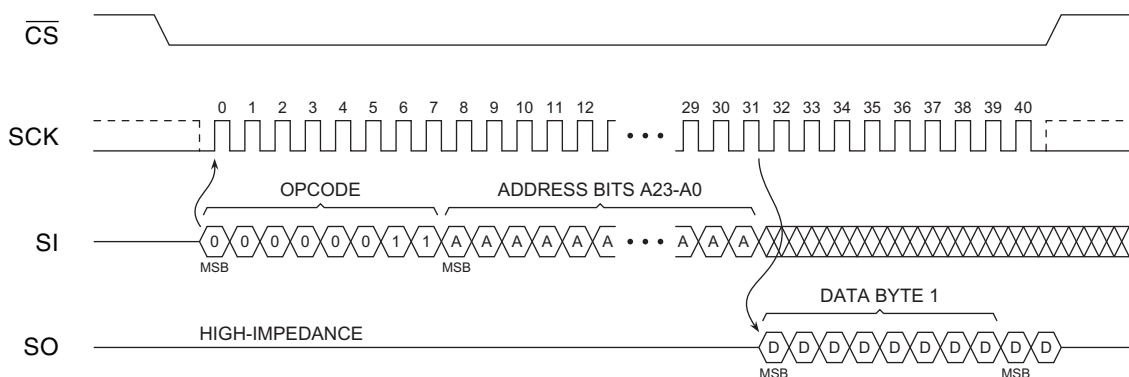 CS
0 1 2 3 4 5 6 7 8 9 10 11 12 29 30 31 32 33 34 35 36 37 38 39 40
SCK
OPCODE ADDRESS BITS A23-A0
SI 0 0 0 0 0 0 1 1 A A A A A A A A A
MSB MSB
DATA BYTE 1
HIGH-IMPEDANCE
SO D D D D D D D D D D
MSB MSB